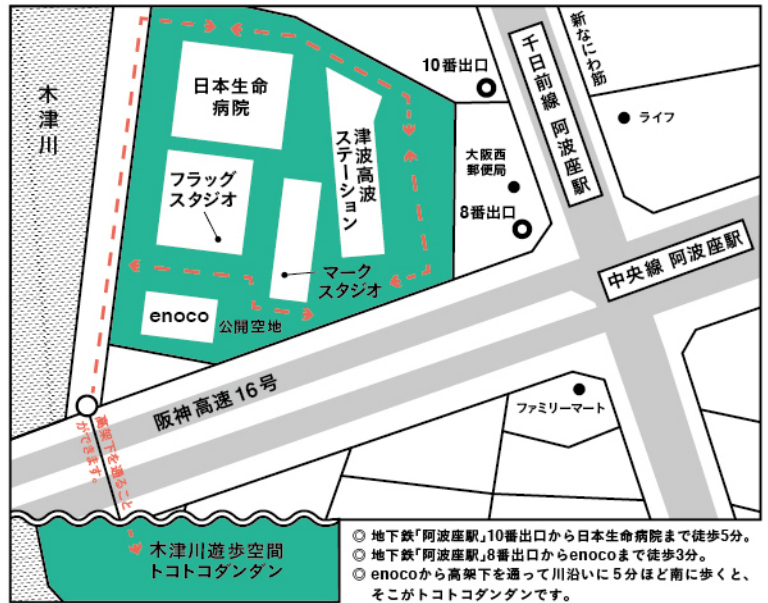 木津川
日本生命
病院
津波高波
ステーション
フラッグ
スタジオ
マーク
スタジオ
enoco
公開空地
10番出口
大阪西
郵便局
8番出口
千日前線 阿波座駅
新なにわ筋
ライフ
中央線 阿波座駅
阪神高速16号
ファミリーマート
高架下を通ること
ができます。
木津川遊歩空間
トコトコダンダン
◎ 地下鉄「阿波座駅」10番出口から日本生命病院まで徒歩5分。
◎ 地下鉄「阿波座駅」8番出口からenocoまで徒歩3分。
◎ enocoから高架下を通って川沿いに5分ほど南に歩くと、
そこがトコトコダンダンです。